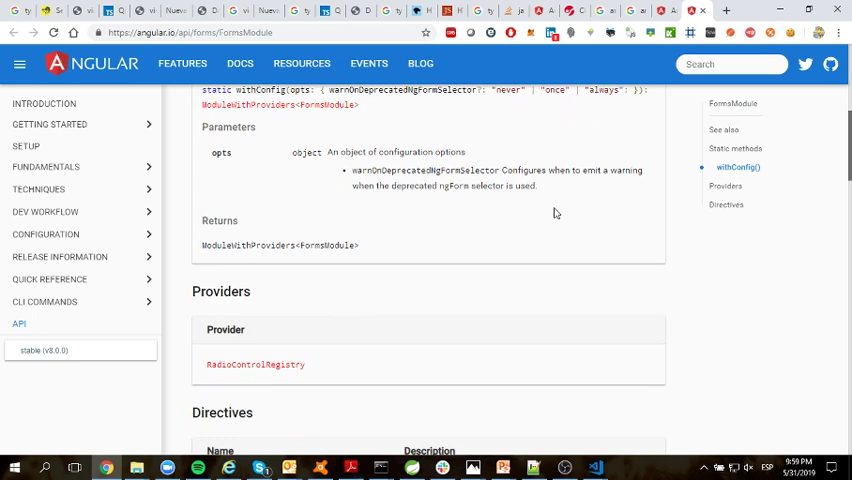 https://angular.io/api/forms/FormsModule
ANGULAR
FEATURES
DOCS
RESOURCES
EVENTS
BLOG
Search
INTRODUCTION
GETTING STARTED
SETUP
FUNDAMENTALS
TECHNIQUES
DEV WORKFLOW
CONFIGURATION
RELEASE INFORMATION
QUICK REFERENCE
CLI COMMANDS
API
stable (v8.0.0)
static withConfig(opts: { warnOnDeprecatedNgFormSelector?: "never" | "once" | "always"; }):
ModuleWithProviders<FormsModule>
Parameters
opts object An object of configuration options
• warnOnDeprecatedNgFormSelector Configures when to emit a warning
when the deprecated ngForm selector is used.
Returns
ModuleWithProviders<FormsModule>
Providers
Provider
RadioControlRegistry
Directives
Name Description
FormsModule
See also
Static methods
withConfig()
Providers
Directives
ESP
9:59 PM
5/31/2019